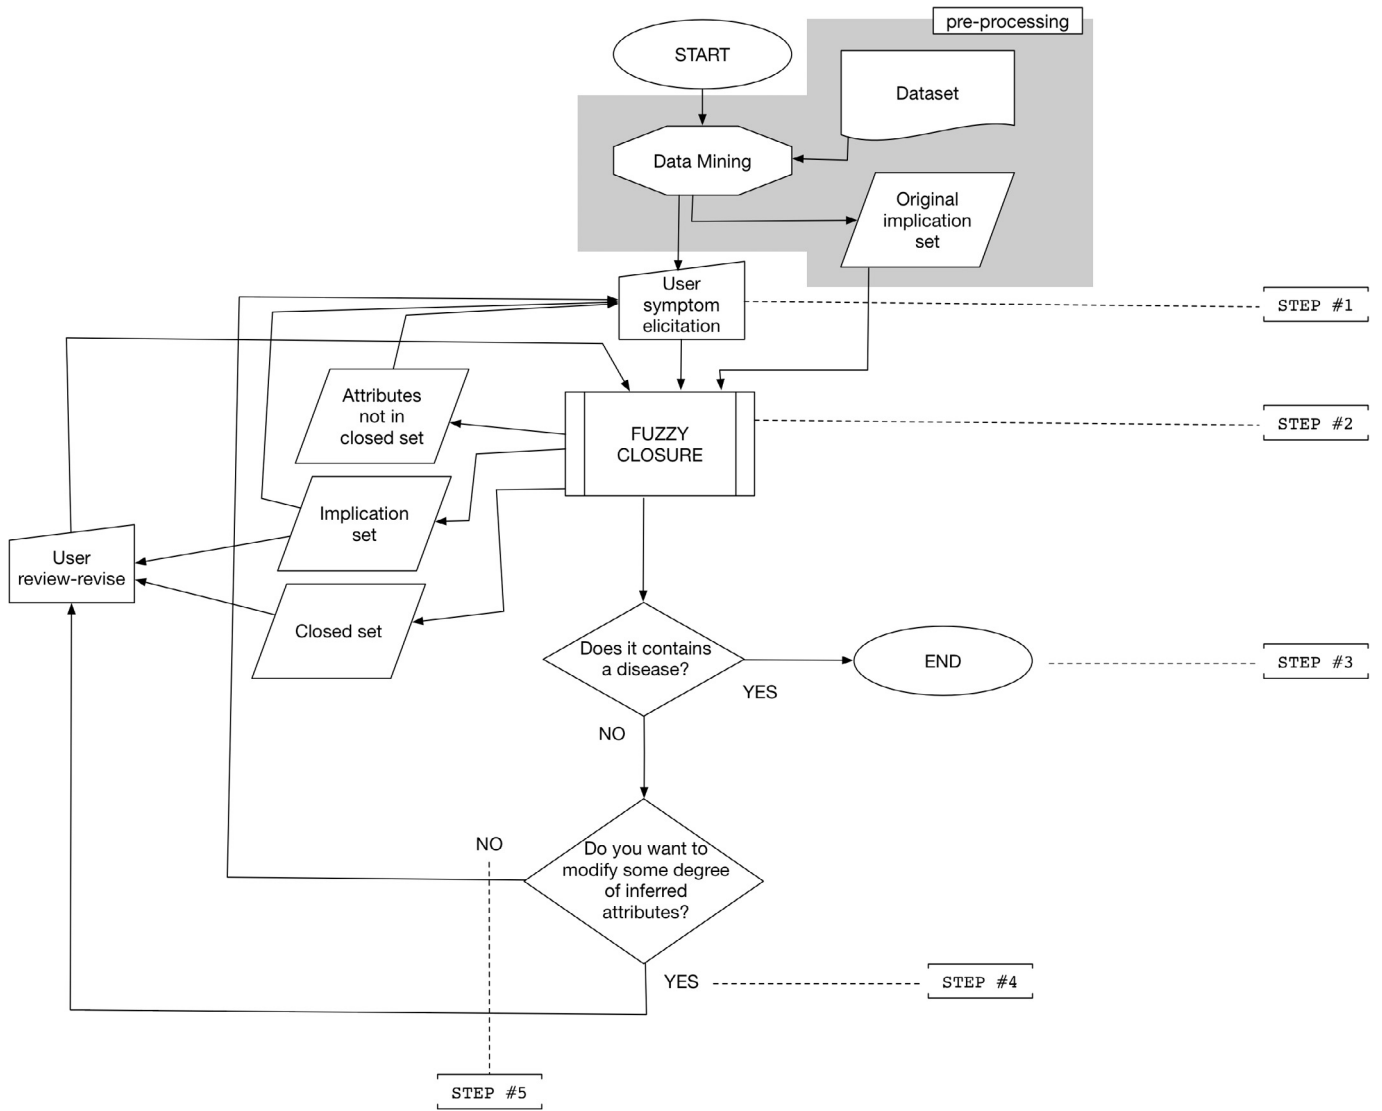 pre-processing
START
Dataset
Data Mining
Original
implication
set
User
symptom
elicitation
STEP #1
Attributes
not in
closed set
FUZZY
CLOSURE
STEP #2
Implication
set
User
review-revise
Closed set
Does it contains
a disease?
END
STEP #3
YES
NO
NO
Do you want to
modify some degree
of inferred
attributes?
YES
STEP #4
STEP #5